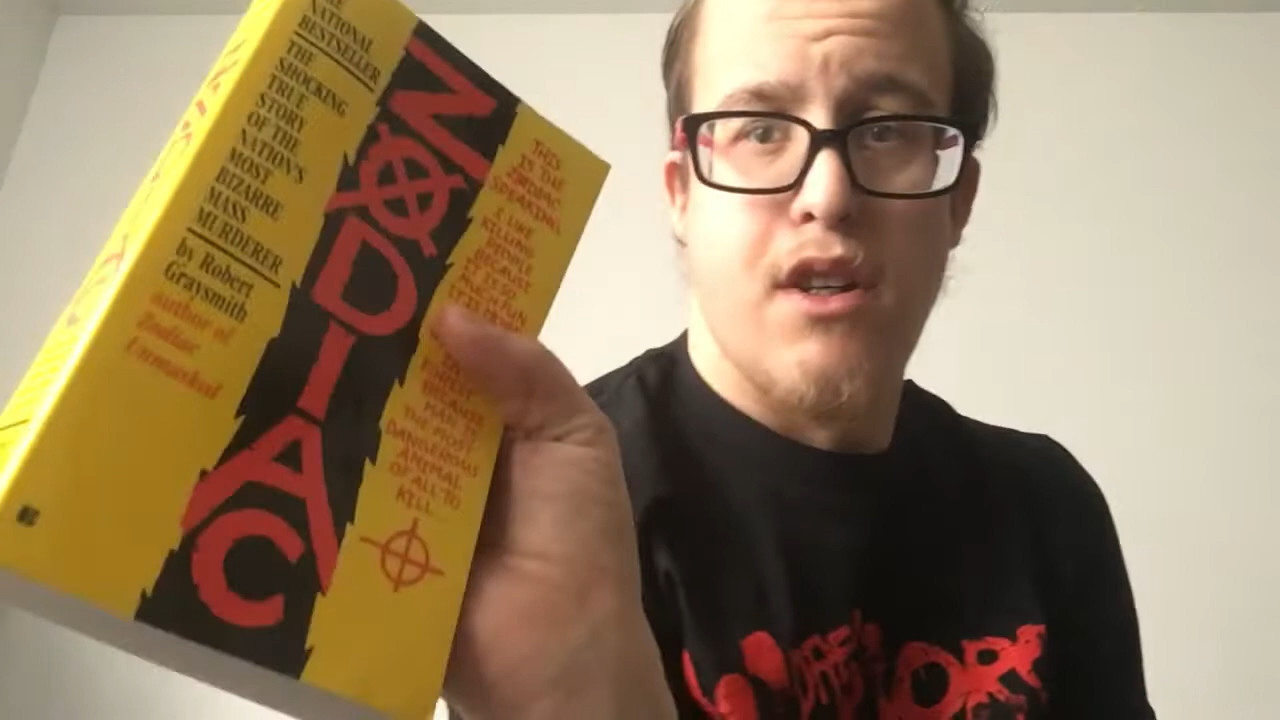 NATIONAL
BESTSELLER
THE
SHOCKING
TRUE
STORY
OF THE
NATION'S
MOST
BIZARRE
MASS
MURDERER
by Robert
Graysmith
author of
Zodiac
Unmasked
ZODIAC
THIS
IS THE
ZODIAC
SPEAKING
I LIKE
KILLING
PEOPLE
BECAUSE
IT IS SO
MUCH FUN
BECAUSE
MAN IS
THE MOST
DANGEROUS
ANIMAL
OF ALL TO
KILL...